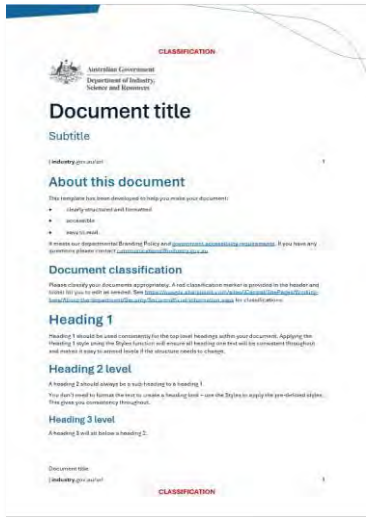 CLASSIFICATION
Australian Government
Department of Industry,
Science and Resources
Document title
Subtitle
industry.gov.au
1
About this document
This template has been developed to help you make your document:
• clearly structured and formatted
• accessible
• easy to read.
It meets our departmental Branding Policy and government accessibility requirements. If you have any
questions please contact
Document classification
Please classify your documents appropriately. A red classification marker is provided in the header and
footer for you to edit as needed. See
for classifications.
Heading 1
Heading 1 should be used consistently for the top level headings within your document. Applying the
Heading 1 style using the Styles function will ensure all heading one text will be consistent throughout
and makes it easy to amend levels if the structure needs to change.
Heading 2 level
A heading 2 should always be a sub heading to a heading 1.
You don't need to format the text to create a heading level – use the Styles to apply the pre-defined styles.
This gives you consistency throughout.
Heading 3 level
A heading 3 will sit below a heading 2.
Document title
industry.gov.au
1
CLASSIFICATION